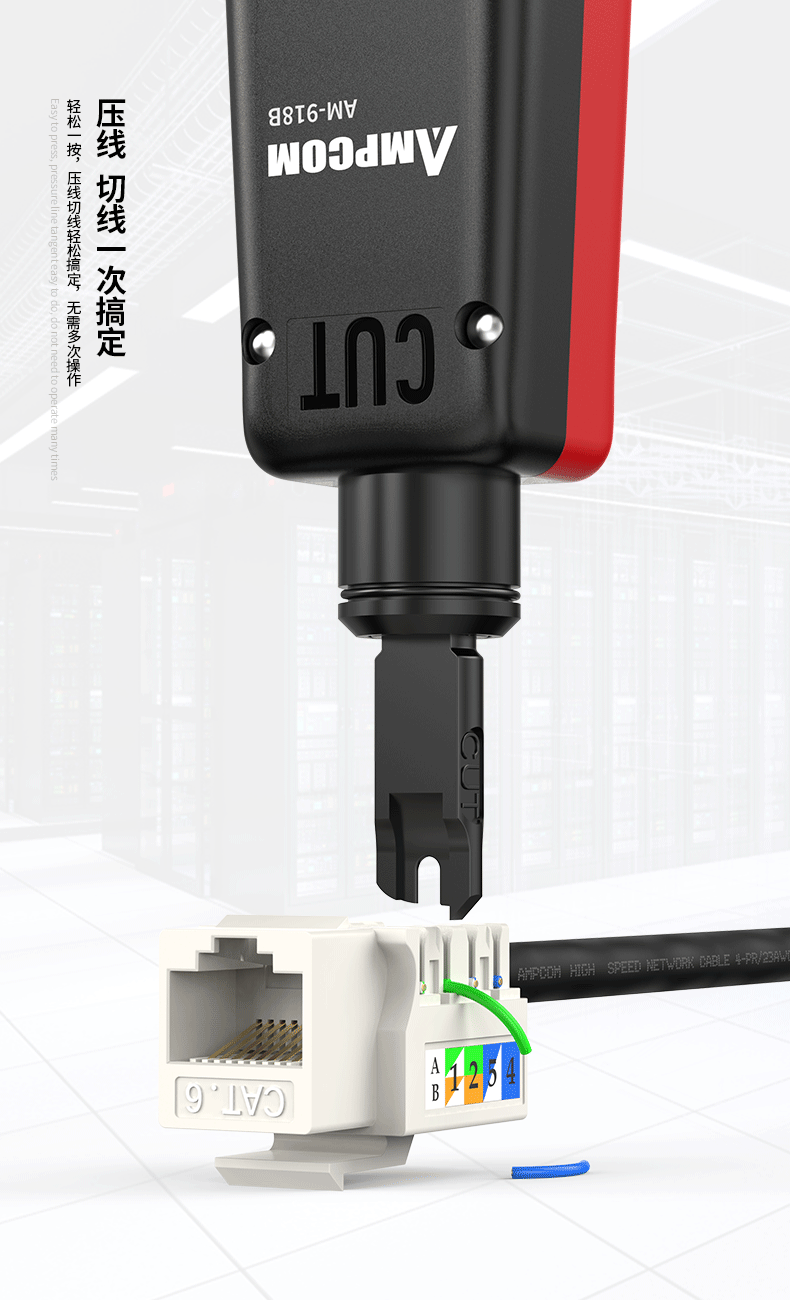 压线 切线一次搞定
轻松一按，压线切线轻松搞定，无需多次操作
Easy to press, pressure line tangent easy to do, do not need to operate many times
AMPCOM
AM-918B
CUT
CUT
AMPCOM HIGH SPEED NETWORK CABLE 4-PR/23AW
CAT.6
A
B
1 2 5 4